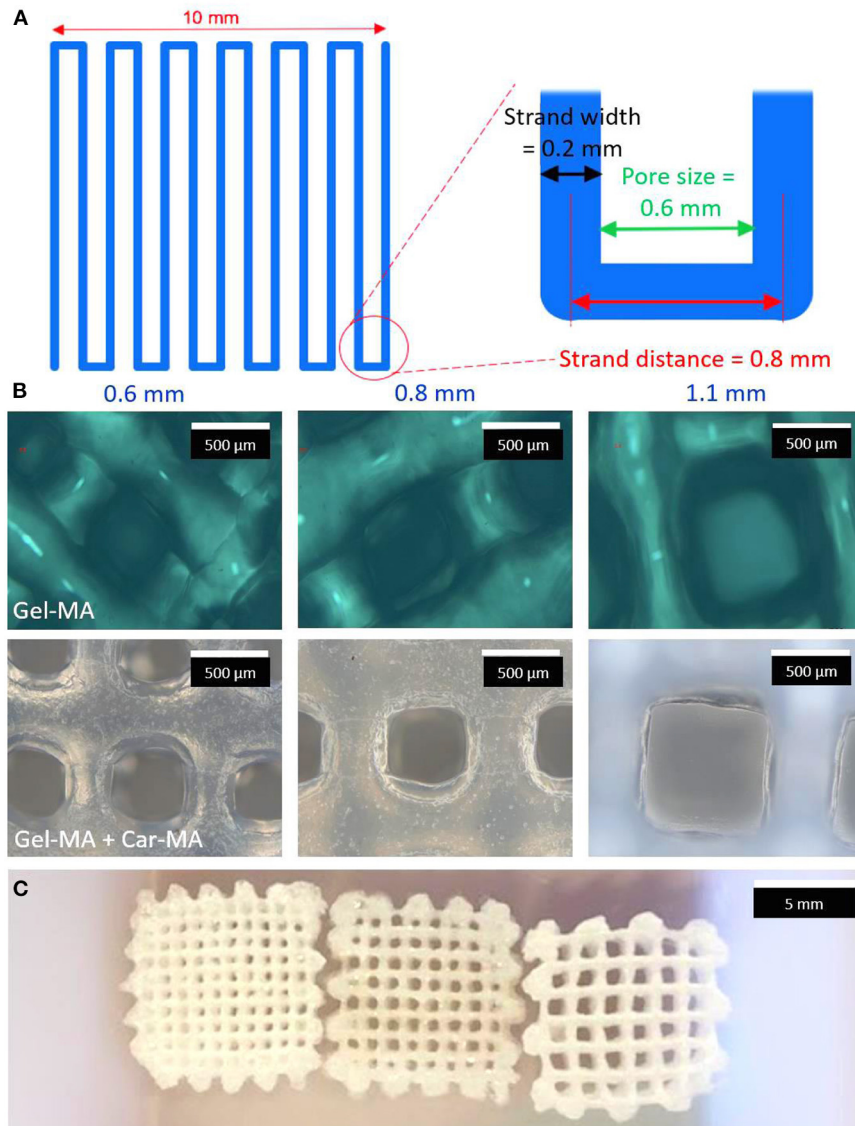 A
10 mm
Strand width
= 0.2 mm
Pore size =
0.6 mm
Strand distance = 0.8 mm
B
0.6 mm
0.8 mm
1.1 mm
500 µm
500 µm
500 µm
Gel-MA
500 µm
500 µm
500 µm
Gel-MA + Car-MA
C
5 mm